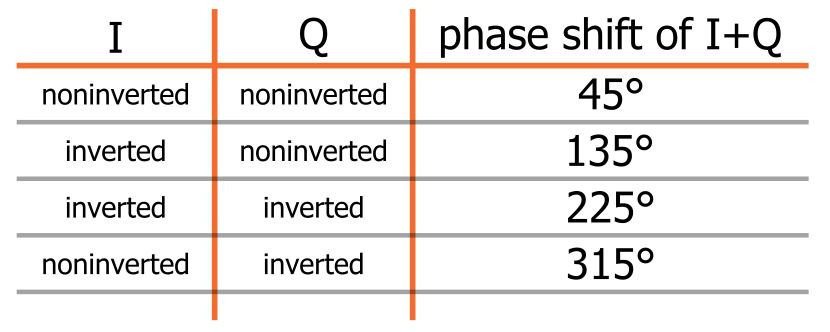 I Q phase shift of I+Q
noninverted noninverted 45°
inverted noninverted 135°
inverted inverted 225°
noninverted inverted 315°